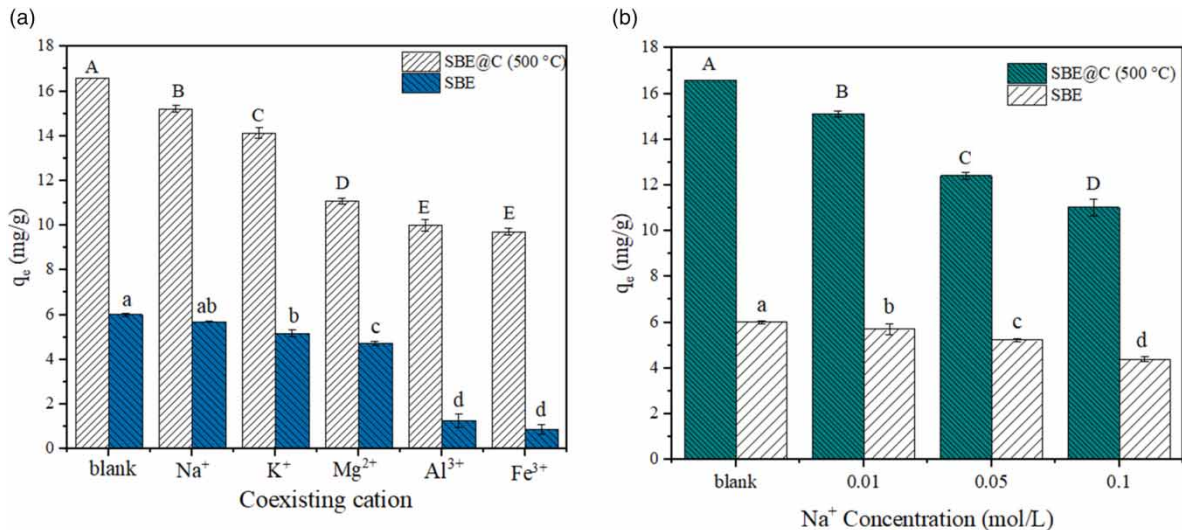 (a)
18
16
14
12
10
8
6
4
2
0
qe (mg/g)
SBE@C (500 °C)
SBE
A
B
C
D
E
E
a
ab
b
c
d
d
blank
Na+
K+
Mg2+
Al3+
Fe3+
Coexisting cation
(b)
18
16
14
12
10
8
6
4
2
0
qe (mg/g)
SBE@C (500 °C)
SBE
A
B
C
D
a
b
c
d
blank
0.01
0.05
0.1
Na+ Concentration (mol/L)